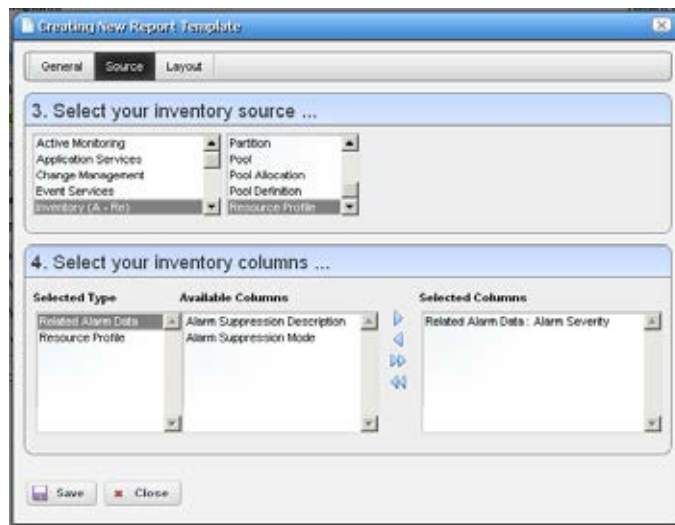 Creating New Report Template
General Source Layout
3. Select your inventory source ...
Active Monitoring
Application Services
Change Management
Event Services
Inventory (A - Re)
Partition
Pool
Pool Allocation
Pool Definition
Resource Profile
4. Select your inventory columns ...
Selected Type Available Columns Selected Columns
Related Alarm Data
Resource Profile
Alarm Suppression Description
Alarm Suppression Mode
Related Alarm Data : Alarm Severity
Save Close